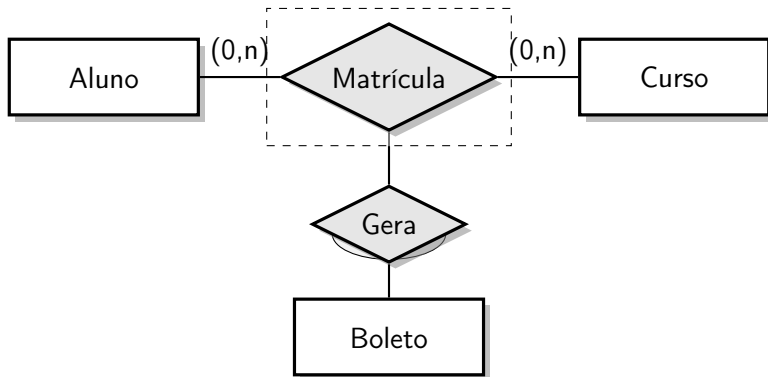 (0,n) (0,n)
Aluno Matrícula Curso
Gera
Boleto